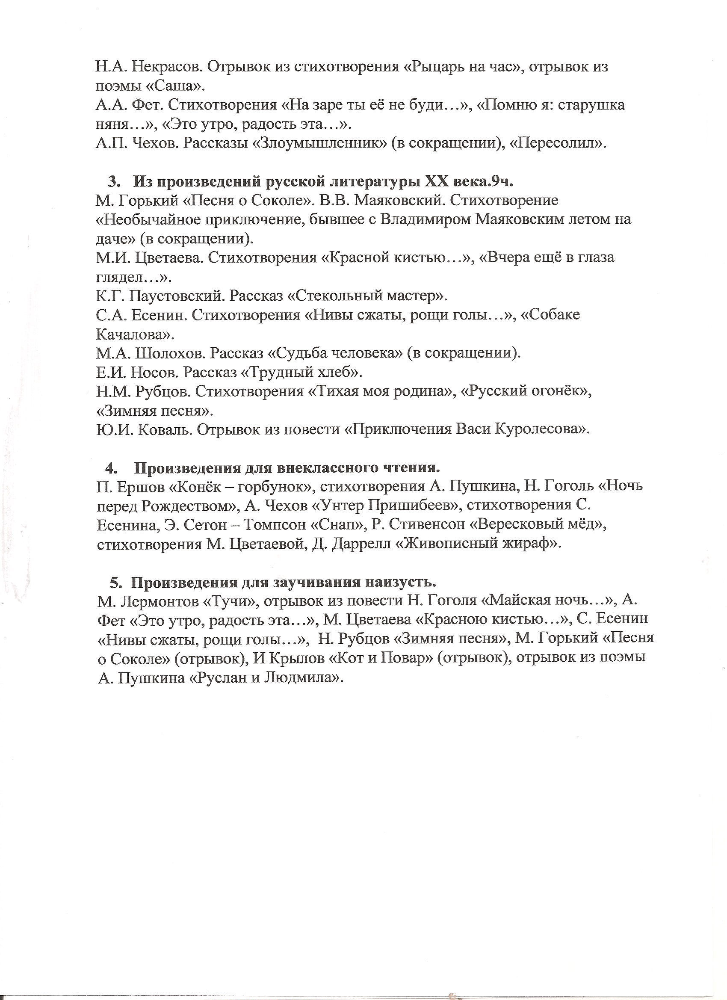 Н.А. Некрасов. Отрывок из стихотворения «Рыцарь на час», отрывок из
поэмы «Саша».
А.А. Фет. Стихотворения «На заре ты её не буди…», «Помню я: старушка
няня…», «Это утро, радость эта…».
А.П. Чехов. Рассказы «Злоумышленник» (в сокращении), «Пересолил».
3. Из произведений русской литературы XX века.9ч.
М. Горький «Песня о Соколе». В.В. Маяковский. Стихотворение
«Необычайное приключение, бывшее с Владимиром Маяковским летом на
даче» (в сокращении).
М.И. Цветаева. Стихотворения «Красной кистью…», «Вчера ещё в глаза
глядел…».
К.Г. Паустовский. Рассказ «Стекольный мастер».
С.А. Есенин. Стихотворения «Нивы сжаты, рощи голы…», «Собаке
Качалова».
М.А. Шолохов. Рассказ «Судьба человека» (в сокращении).
Е.И. Носов. Рассказ «Трудный хлеб».
Н.М. Рубцов. Стихотворения «Тихая моя родина», «Русский огонёк»,
«Зимняя песня».
Ю.И. Коваль. Отрывок из повести «Приключения Васи Куролесова».
4. Произведения для внеклассного чтения.
П. Ершов «Конёк – горбунок», стихотворения А. Пушкина, Н. Гоголь «Ночь
перед Рождеством», А. Чехов «Унтер Пришибеев», стихотворения С.
Есенина, Э. Сетон – Томпсон «Снап», Р. Стивенсон «Вересковый мёд»,
стихотворения М. Цветаевой, Д. Даррелл «Живописный жираф».
5. Произведения для заучивания наизусть.
М. Лермонтов «Тучи», отрывок из повести Н. Гоголя «Майская ночь…», А.
Фет «Это утро, радость эта…», М. Цветаева «Красною кистью…», С. Есенин
«Нивы сжаты, рощи голы…», Н. Рубцов «Зимняя песня», М. Горький «Песня
о Соколе» (отрывок), И Крылов «Кот и Повар» (отрывок), отрывок из поэмы
А. Пушкина «Руслан и Людмила».